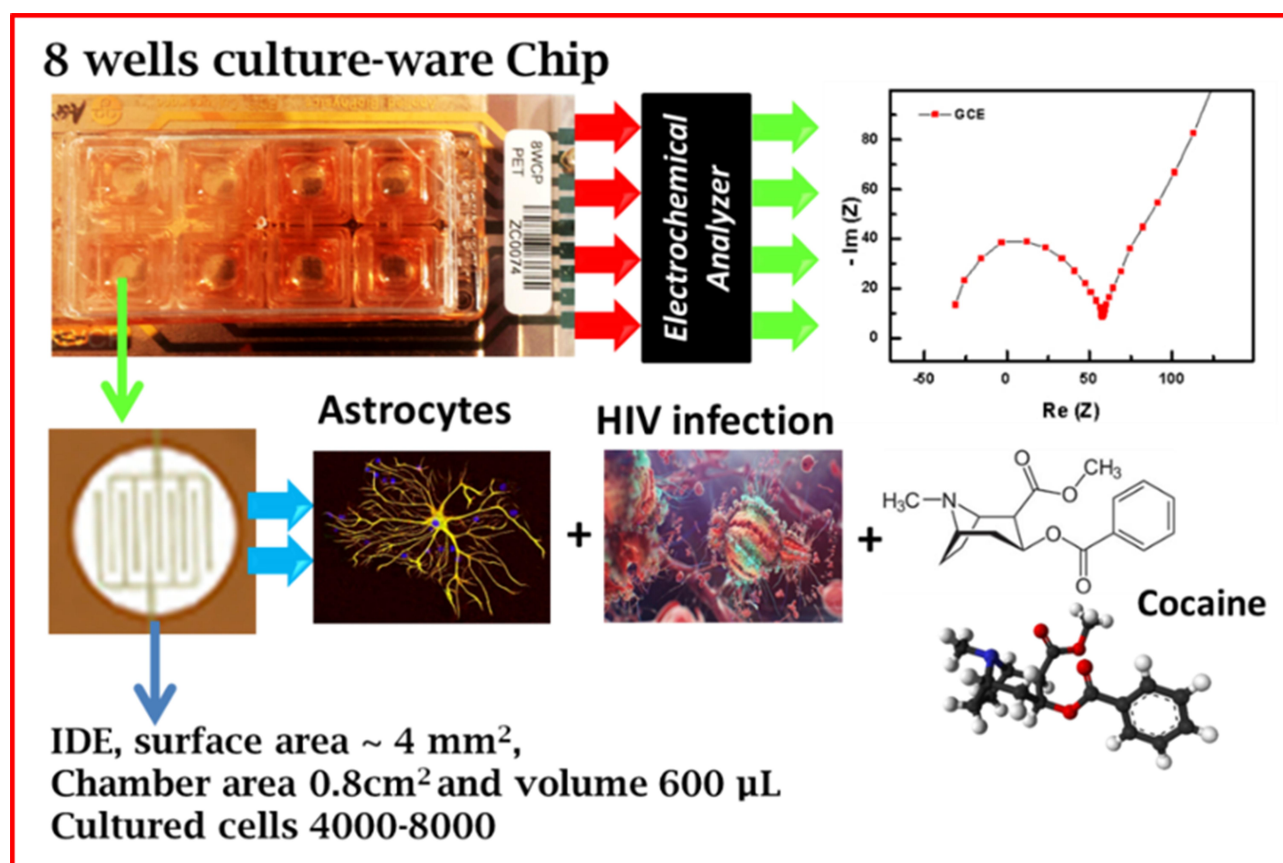 8 wells culture-ware Chip
8WCP
PET
ZC0074
Electrochemical
Analyzer
GCE
80
60
40
20
0
- Im (Z)
-50
0
50
100
Re (Z)
Astrocytes
+
HIV infection
+
H₃C
N
O
O
CH₃
O
O
Cocaine
IDE, surface area ~ 4 mm²,
Chamber area 0.8cm² and volume 600 µL
Cultured cells 4000-8000